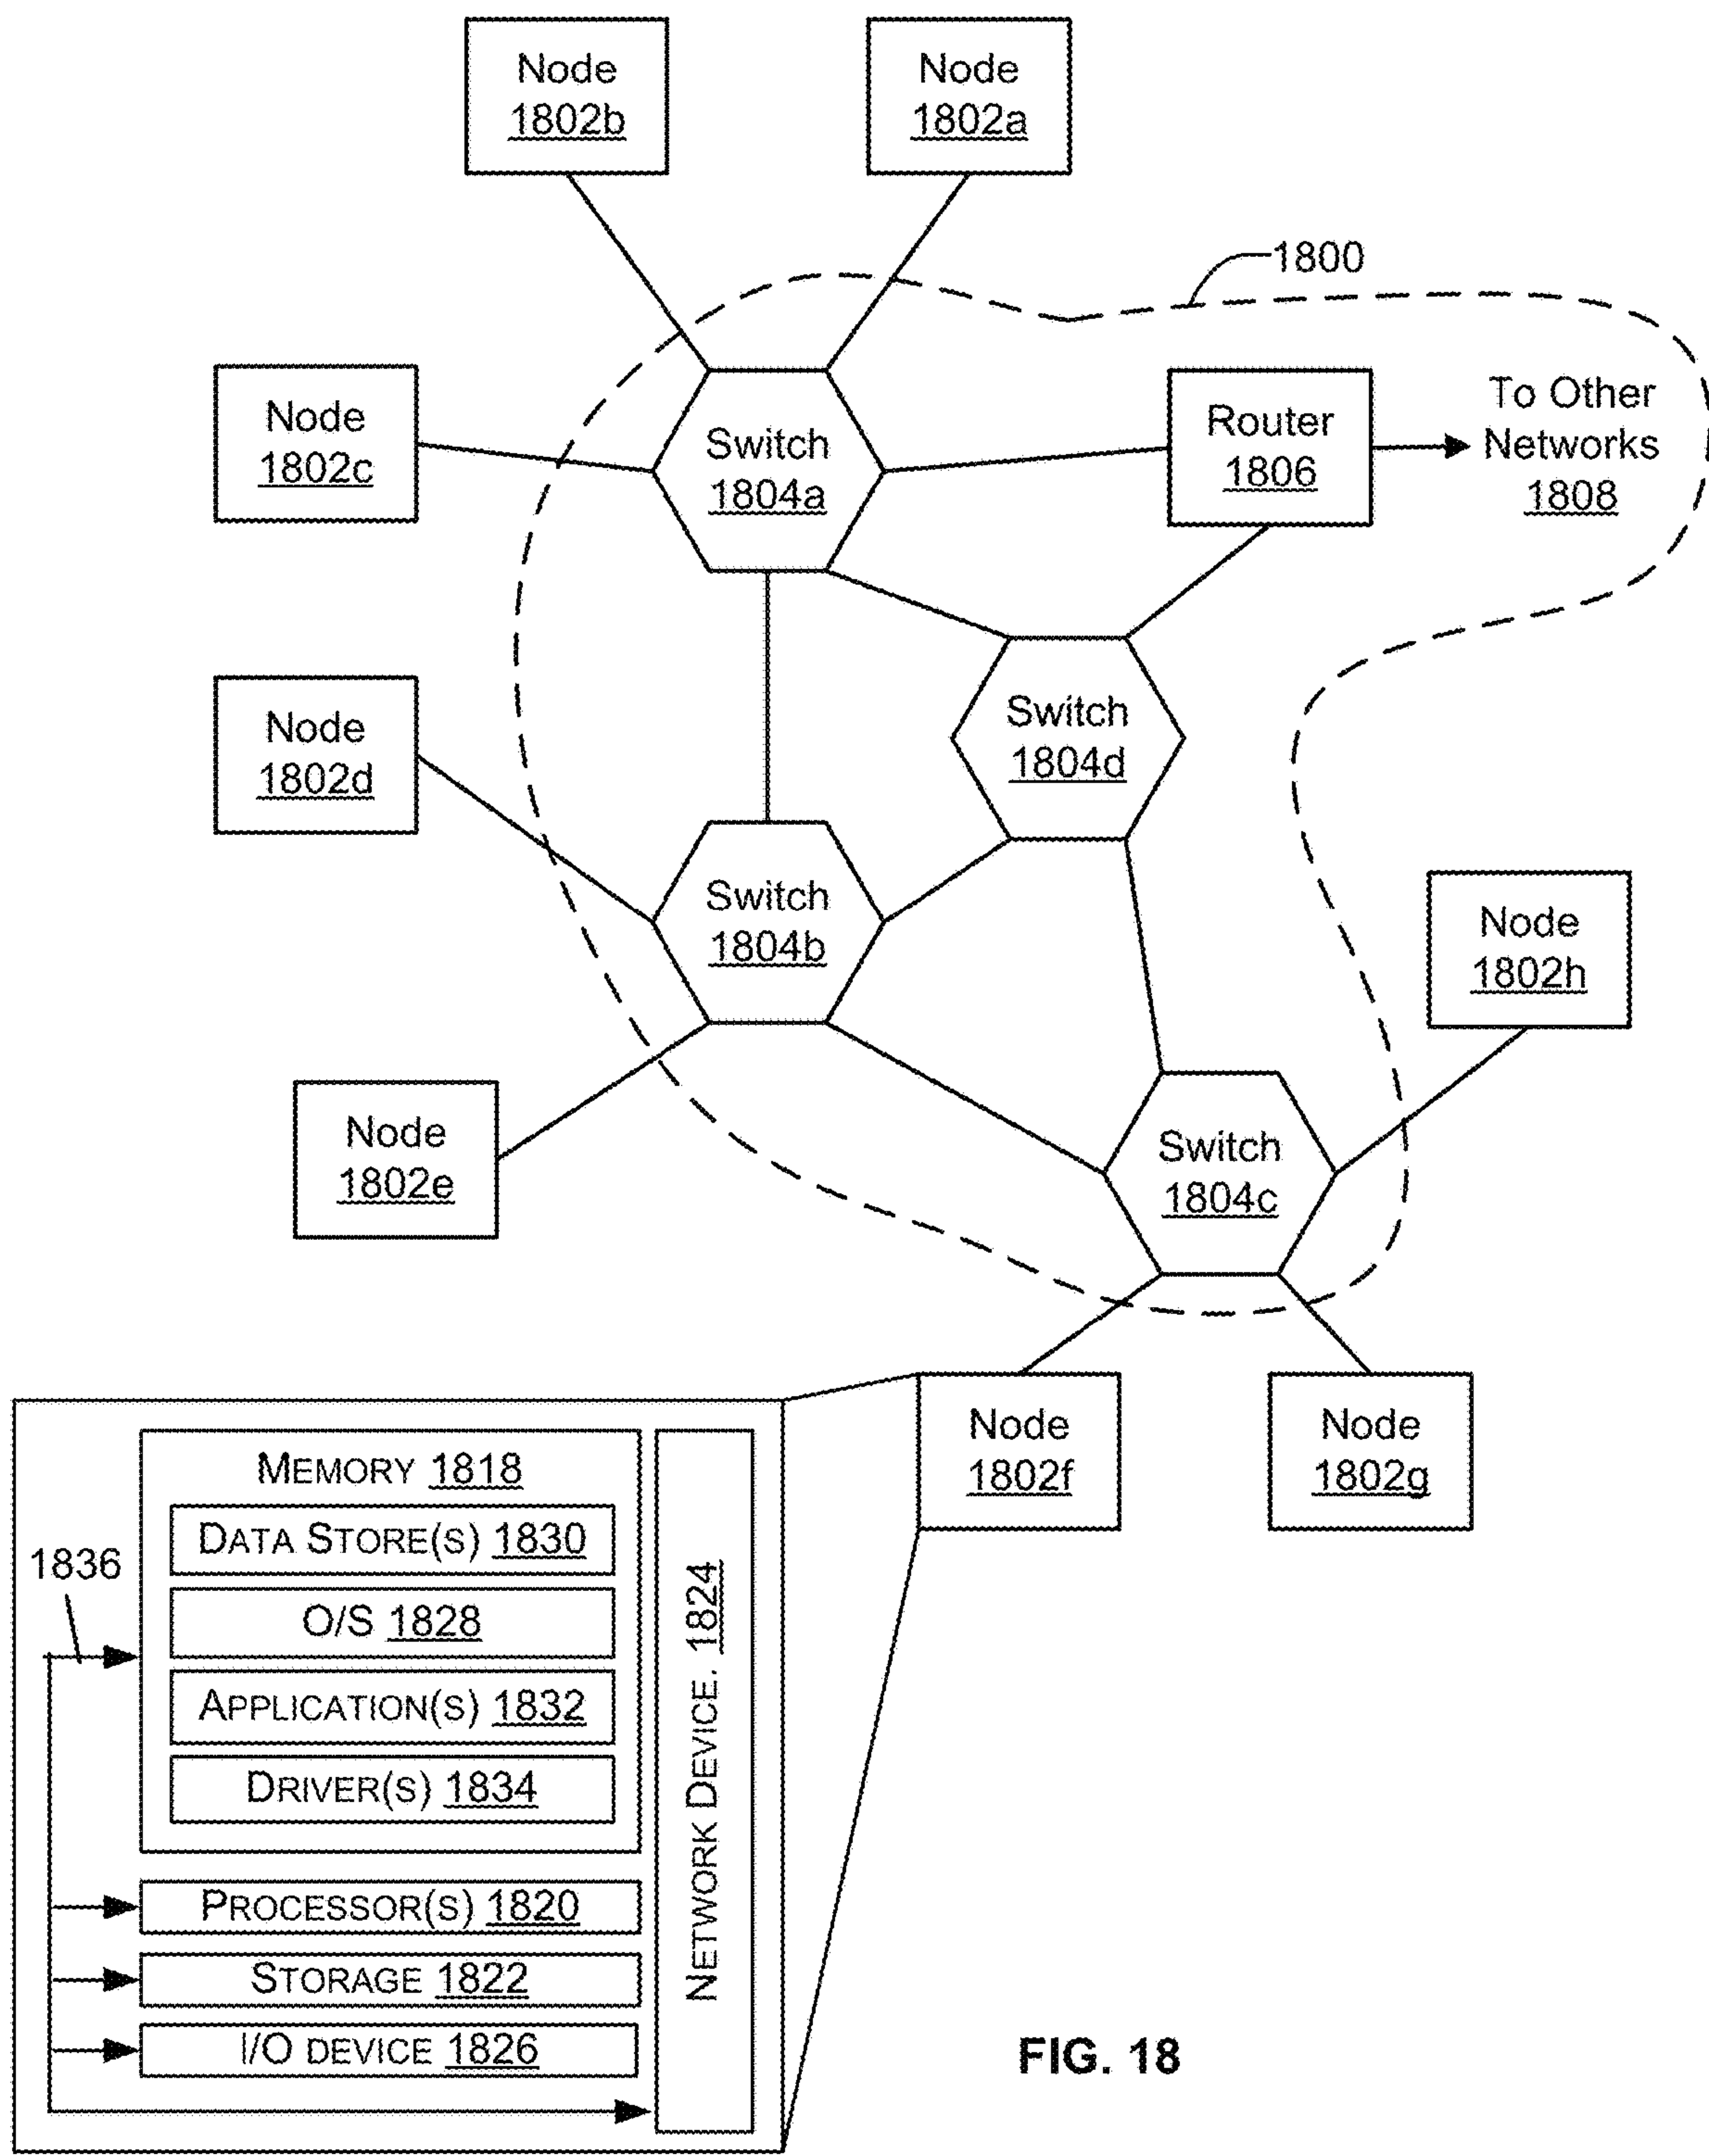 Node
1802b
Node
1802a
1800
Node
1802c
Switch
1804a
Router
1806
To Other
Networks
1808
Node
1802d
Switch
1804d
Switch
1804b
Node
1802h
Node
1802e
Switch
1804c
Node
1802f
Node
1802g
MEMORY 1818
DATA STORE(S) 1830
1836
O/S 1828
APPLICATION(S) 1832
DRIVER(S) 1834
NETWORK DEVICE. 1824
PROCESSOR(S) 1820
STORAGE 1822
I/O DEVICE 1826
FIG. 18